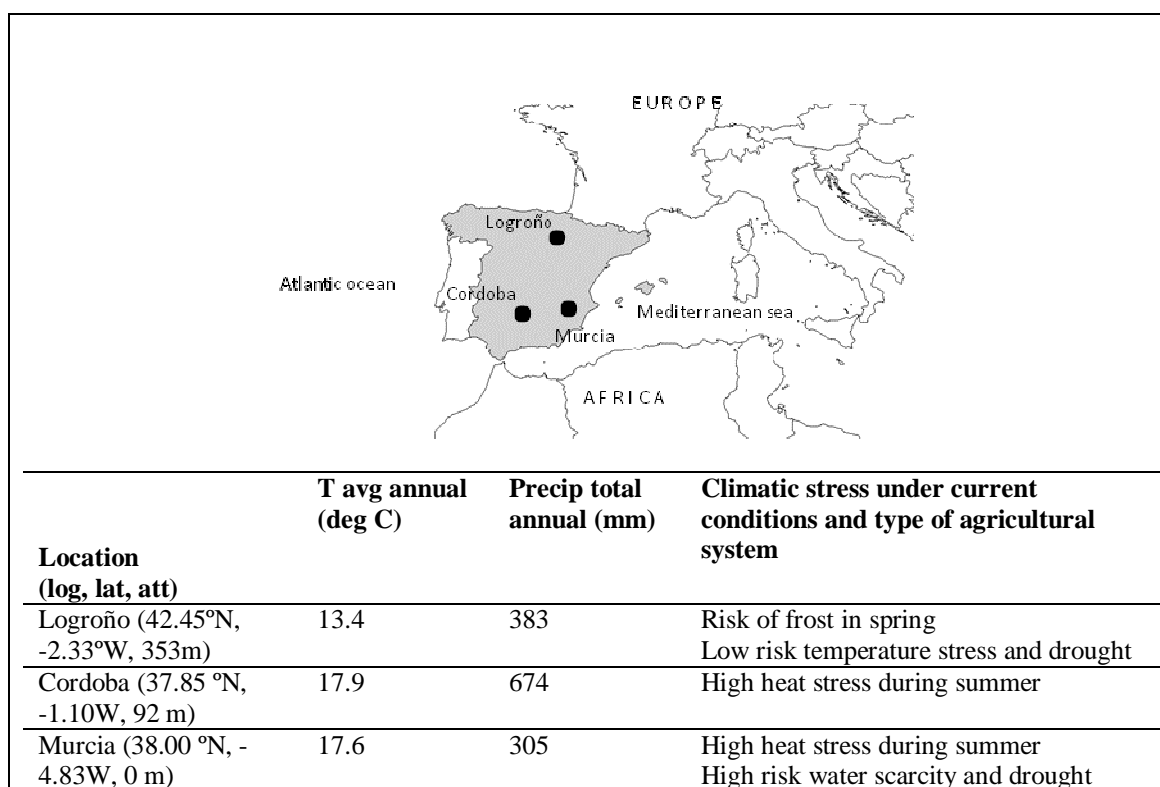 EUROPE
Logroño
Atlantic ocean
Cordoba
Mediterranean sea
Murcia
AFRICA
T avg annual
(deg C)
Precip total
annual (mm)
Climatic stress under current
conditions and type of agricultural
system
Location
(log, lat, att)
Logroño (42.45ºN,
-2.33ºW, 353m)
13.4
383
Risk of frost in spring
Low risk temperature stress and drought
Cordoba (37.85 ºN,
-1.10W, 92 m)
17.9
674
High heat stress during summer
Murcia (38.00 ºN, -
4.83W, 0 m)
17.6
305
High heat stress during summer
High risk water scarcity and drought